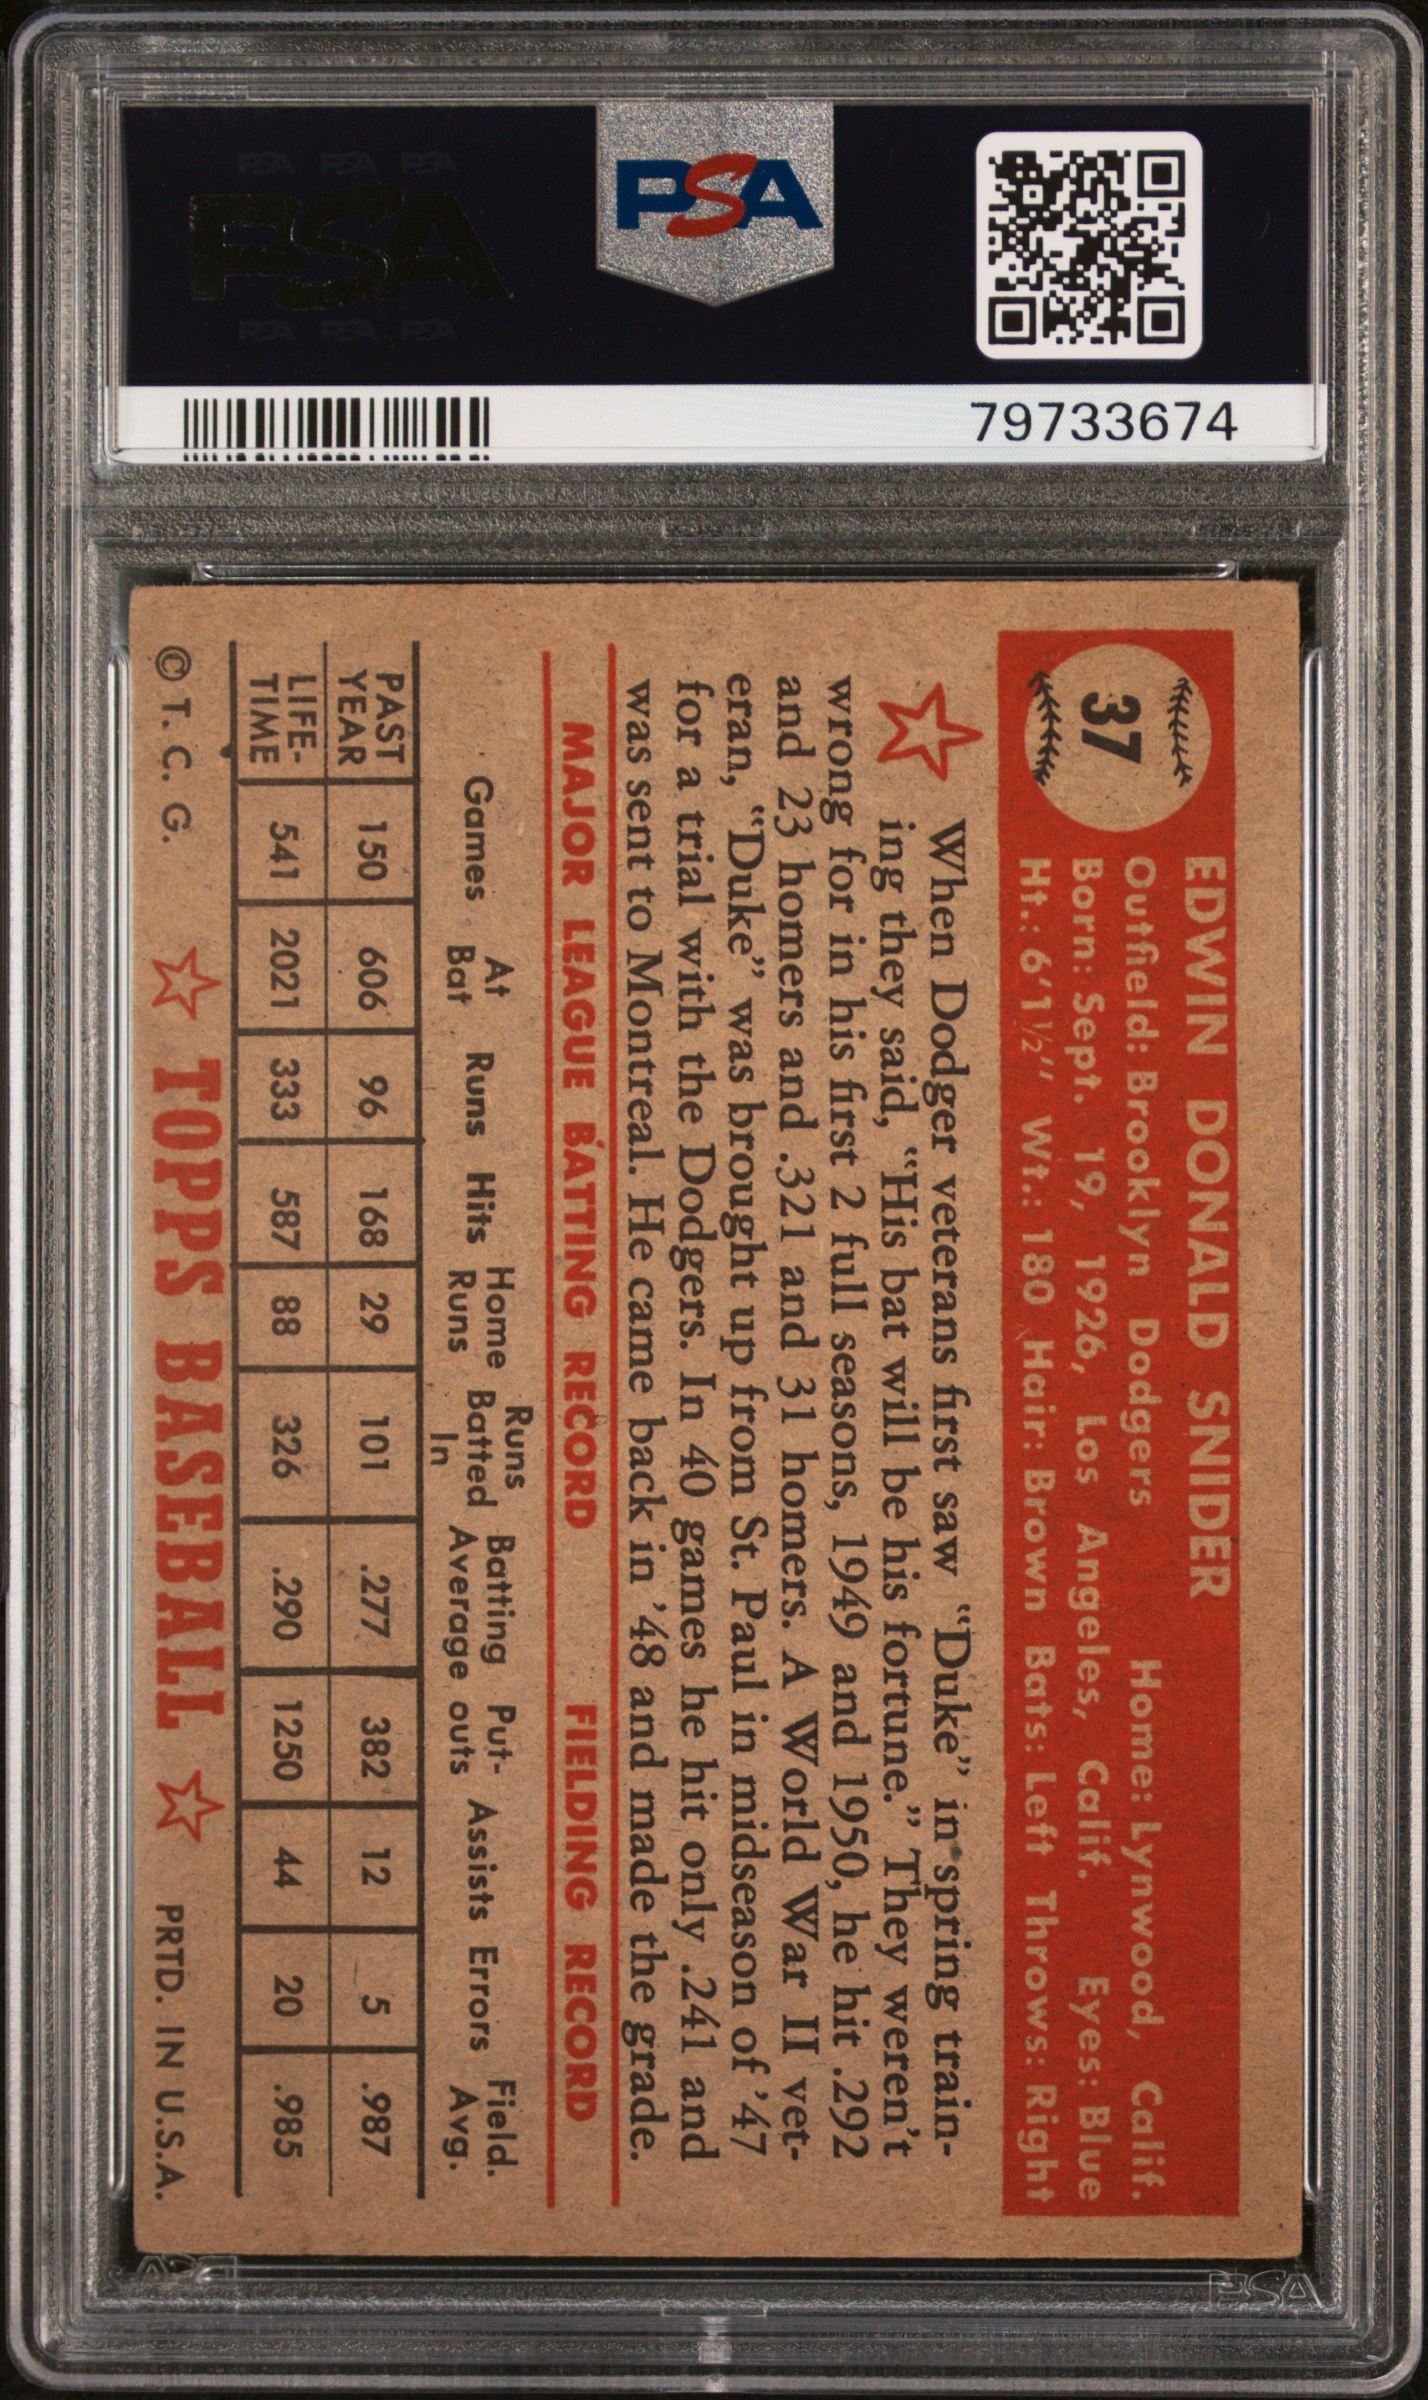 PSA PSA PSA
PSA
PSA PSA PSA
PSA
79733674
37
EDWIN DONALD SNIDER
Outfield: Brooklyn Dodgers Home: Lynwood, Calif.
Born: Sept. 19, 1926, Los Angeles, Calif. Eyes: Blue
Ht.: 6'1½" Wt.: 180 Hair: Brown Bats: Left Throws: Right
When Dodger veterans first saw "Duke" in spring train-
ing they said, "His bat will be his fortune." They weren't
wrong for in his first 2 full seasons, 1949 and 1950, he hit .292
and 23 homers and .321 and 31 homers. A World War II vet-
eran, "Duke" was brought up from St. Paul in midseason of '47
for a trial with the Dodgers. In 40 games he hit only .241 and
was sent to Montreal. He came back in '48 and made the grade.
MAJOR LEAGUE BATTING RECORD FIELDING RECORD
Games At Bat Runs Hits Home Runs Runs Batted In Batting Average Put-outs Assists Errors Field. Avg.
PAST YEAR 150 606 96 168 29 101 .277 382 12 5 .987
LIFE-TIME 541 2021 333 587 88 326 .290 1250 44 20 .985
© T. C. G. TOPPS BASEBALL PRTD. IN U.S.A.
PSA
PSA